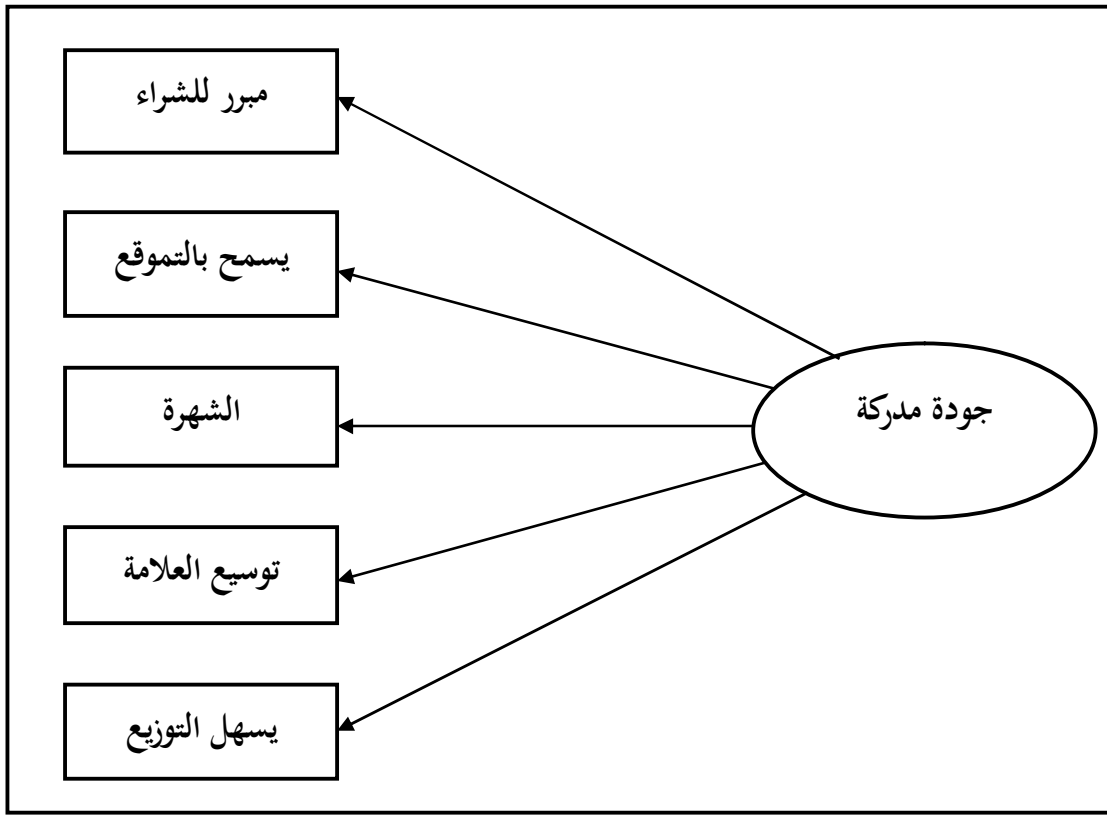 مبرر للشراء
يسمح بالتموقع
الشهرة
جودة مدركة
توسيع العلامة
يسهل التوزيع